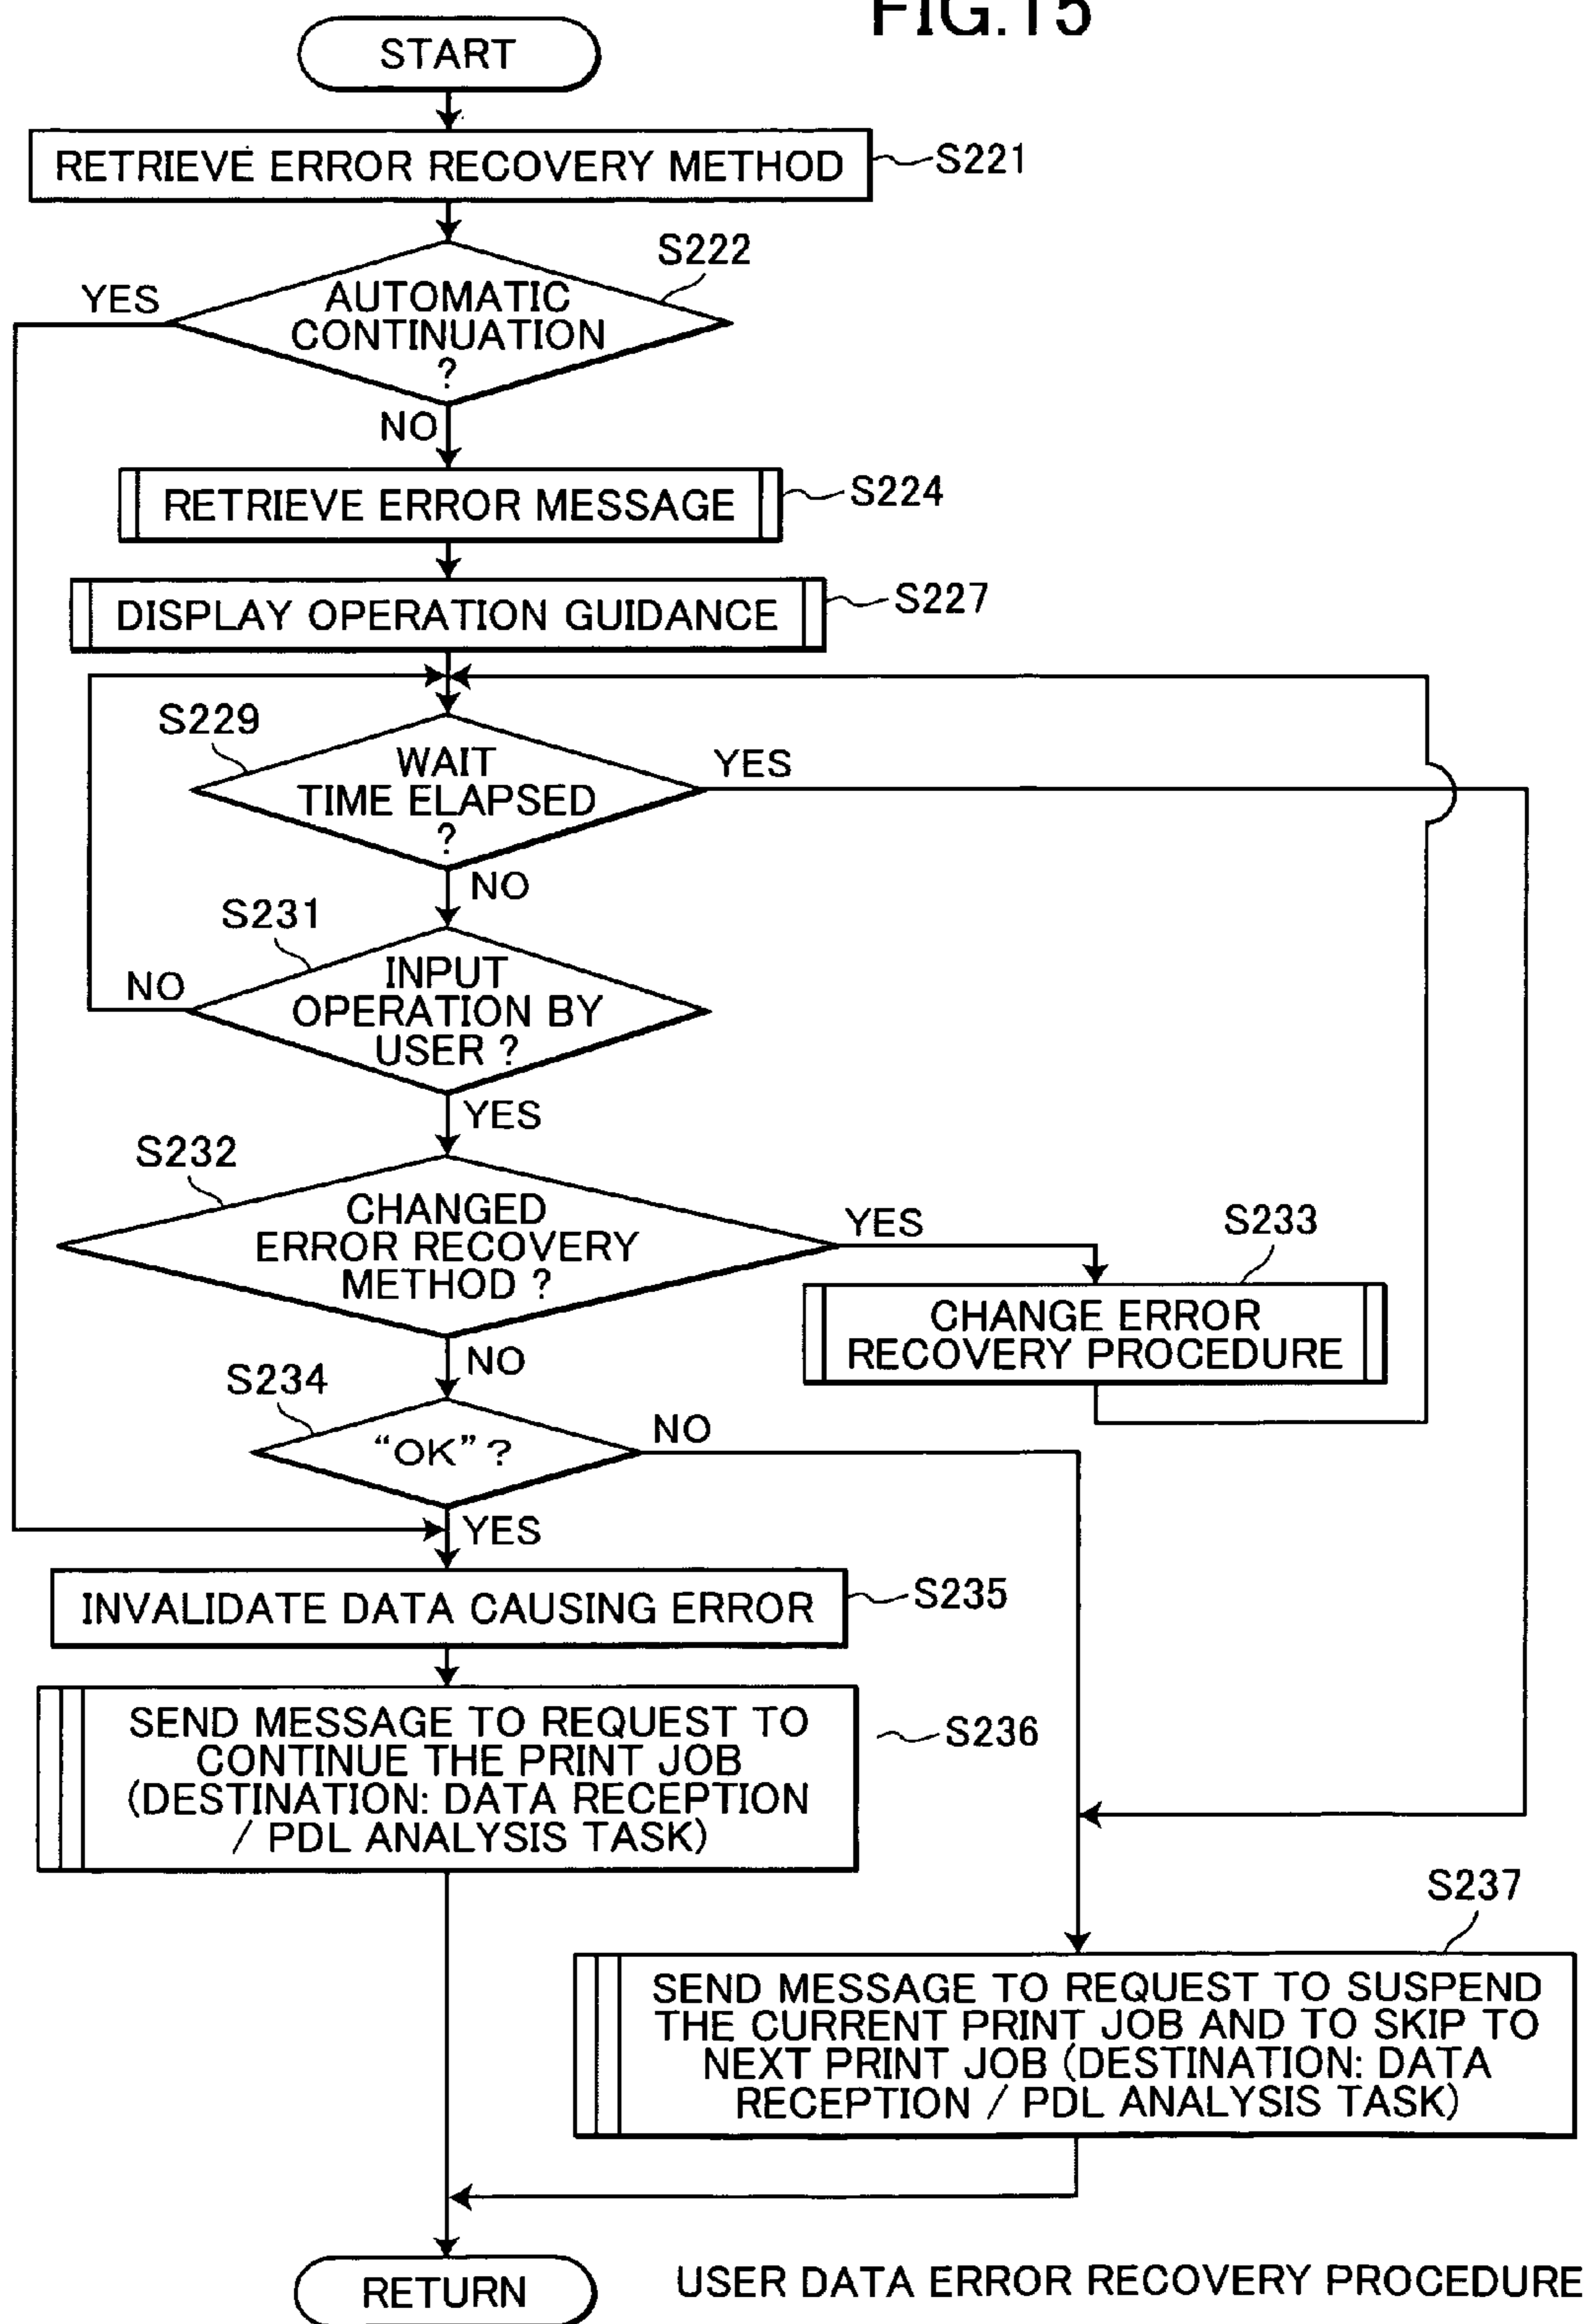 FIG.15
START
RETRIEVE ERROR RECOVERY METHOD
S221
S222
YES
AUTOMATIC
CONTINUATION
?
NO
RETRIEVE ERROR MESSAGE
S224
DISPLAY OPERATION GUIDANCE
S227
S229
WAIT
TIME ELAPSED
?
YES
NO
S231
INPUT
OPERATION BY
USER ?
NO
YES
S232
CHANGED
ERROR RECOVERY
METHOD ?
YES
S233
CHANGE ERROR
RECOVERY PROCEDURE
NO
S234
“OK” ?
NO
YES
INVALIDATE DATA CAUSING ERROR
S235
SEND MESSAGE TO REQUEST TO
CONTINUE THE PRINT JOB
(DESTINATION: DATA RECEPTION
/ PDL ANALYSIS TASK)
S236
S237
SEND MESSAGE TO REQUEST TO SUSPEND
THE CURRENT PRINT JOB AND TO SKIP TO
NEXT PRINT JOB (DESTINATION: DATA
RECEPTION / PDL ANALYSIS TASK)
RETURN
USER DATA ERROR RECOVERY PROCEDURE